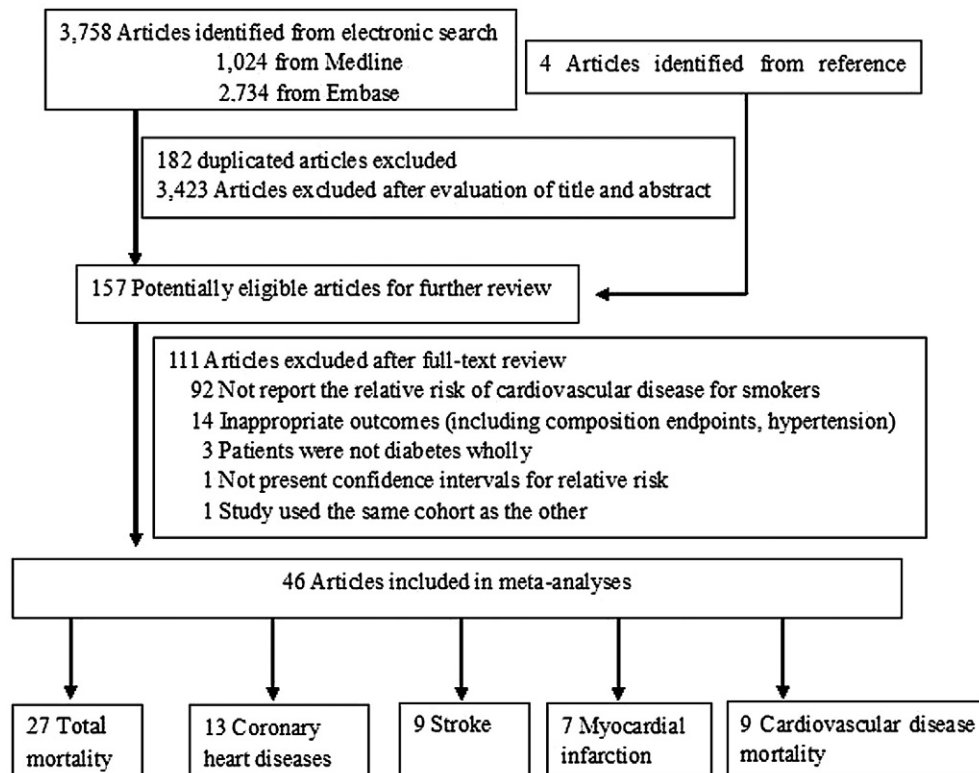 3,758 Articles identified from electronic search
1,024 from Medline
2.734 from Embase
4 Articles identified from reference
182 duplicated articles excluded
3,423 Articles excluded after evaluation of title and abstract
157 Potentially eligible articles for further review
111 Articles excluded after full-text review
92 Not report the relative risk of cardiovascular disease for smokers
14 Inappropriate outcomes (including composition endpoints, hypertension)
3 Patients were not diabetes wholly
1 Not present confidence intervals for relative risk
1 Study used the same cohort as the other
46 Articles included in meta-analyses
27 Total
mortality
13 Coronary
heart diseases
9 Stroke
7 Myocardial
infarction
9 Cardiovascular disease
mortality